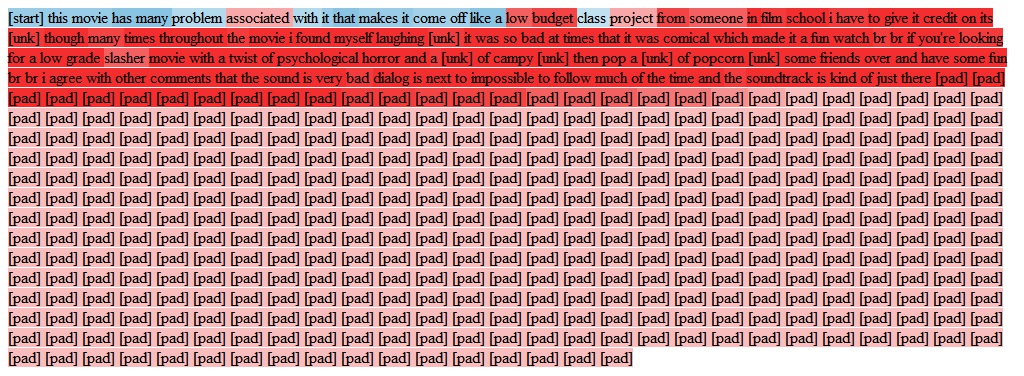 [start] this movie has many problem associated with it that makes it come off like a low budget class project from someone in film school i have to give it credit on its
[unk] though many times throughout the movie i found myself laughing [unk] it was so bad at times that it was comical which made it a fun watch br br if you're looking
for a low grade slasher movie with a twist of psychological horror and a [unk] of campy [unk] then pop a [unk] of popcorn [unk] some friends over and have some fun
br br i agree with other comments that the sound is very bad dialog is next to impossible to follow much of the time and the soundtrack is kind of just there [pad] [pad]
[pad] [pad] [pad] [pad] [pad] [pad] [pad] [pad] [pad] [pad] [pad] [pad] [pad] [pad] [pad] [pad] [pad] [pad] [pad] [pad] [pad] [pad] [pad] [pad] [pad] [pad] [pad]
[pad] [pad] [pad] [pad] [pad] [pad] [pad] [pad] [pad] [pad] [pad] [pad] [pad] [pad] [pad] [pad] [pad] [pad] [pad] [pad] [pad] [pad] [pad] [pad] [pad] [pad] [pad]
[pad] [pad] [pad] [pad] [pad] [pad] [pad] [pad] [pad] [pad] [pad] [pad] [pad] [pad] [pad] [pad] [pad] [pad] [pad] [pad] [pad] [pad] [pad] [pad] [pad] [pad] [pad]
[pad] [pad] [pad] [pad] [pad] [pad] [pad] [pad] [pad] [pad] [pad] [pad] [pad] [pad] [pad] [pad] [pad] [pad] [pad] [pad] [pad] [pad] [pad] [pad] [pad] [pad] [pad]
[pad] [pad] [pad] [pad] [pad] [pad] [pad] [pad] [pad] [pad] [pad] [pad] [pad] [pad] [pad] [pad] [pad] [pad] [pad] [pad] [pad] [pad] [pad] [pad] [pad] [pad] [pad]
[pad] [pad] [pad] [pad] [pad] [pad] [pad] [pad] [pad] [pad] [pad] [pad] [pad] [pad] [pad] [pad] [pad] [pad] [pad] [pad] [pad] [pad] [pad] [pad] [pad] [pad] [pad]
[pad] [pad] [pad] [pad] [pad] [pad] [pad] [pad] [pad] [pad] [pad] [pad] [pad] [pad] [pad] [pad] [pad] [pad] [pad] [pad] [pad] [pad] [pad] [pad] [pad] [pad] [pad]
[pad] [pad] [pad] [pad] [pad] [pad] [pad] [pad] [pad] [pad] [pad] [pad] [pad] [pad] [pad] [pad] [pad] [pad] [pad] [pad] [pad] [pad] [pad] [pad] [pad] [pad] [pad]
[pad] [pad] [pad] [pad] [pad] [pad] [pad] [pad] [pad] [pad] [pad] [pad] [pad] [pad] [pad] [pad] [pad] [pad] [pad] [pad] [pad] [pad] [pad] [pad] [pad] [pad] [pad]
[pad] [pad] [pad] [pad] [pad] [pad] [pad] [pad] [pad] [pad] [pad] [pad] [pad] [pad] [pad] [pad] [pad] [pad] [pad] [pad] [pad] [pad] [pad] [pad] [pad] [pad] [pad]
[pad] [pad] [pad] [pad] [pad] [pad] [pad] [pad] [pad] [pad] [pad] [pad] [pad] [pad] [pad] [pad] [pad] [pad] [pad] [pad] [pad] [pad] [pad] [pad] [pad] [pad] [pad]
[pad] [pad] [pad] [pad] [pad] [pad] [pad] [pad] [pad] [pad] [pad] [pad] [pad] [pad] [pad] [pad] [pad] [pad] [pad] [pad] [pad] [pad] [pad] [pad] [pad] [pad] [pad]
[pad] [pad] [pad] [pad] [pad] [pad] [pad] [pad] [pad] [pad] [pad] [pad] [pad] [pad] [pad] [pad] [pad] [pad] [pad] [pad] [pad] [pad] [pad] [pad] [pad] [pad] [pad]
[pad] [pad] [pad] [pad] [pad] [pad] [pad] [pad] [pad] [pad] [pad] [pad] [pad] [pad] [pad] [pad] [pad]